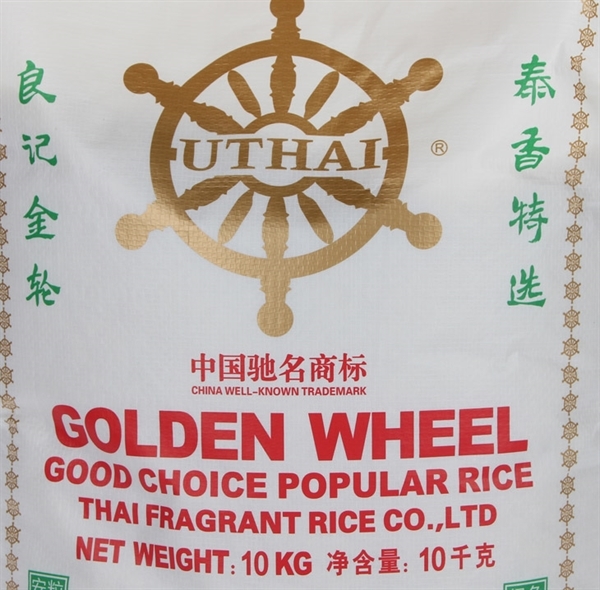 良记金轮
泰香特选
UTHAI
®
中国驰名商标
CHINA WELL-KNOWN TRADEMARK
GOLDEN WHEEL
GOOD CHOICE POPULAR RICE
THAI FRAGRANT RICE CO.,LTD
NET WEIGHT: 10 KG 净含量: 10千克